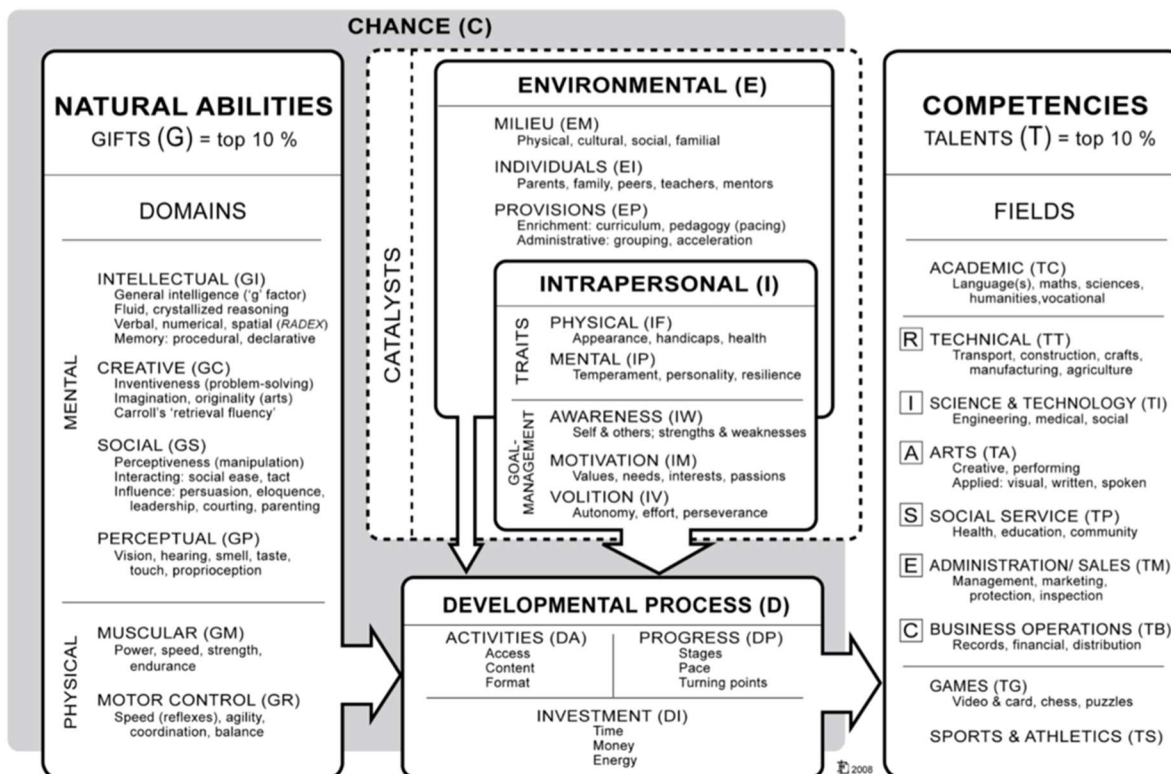 CHANCE (C)
NATURAL ABILITIES
GIFTS (G) = top 10 %
DOMAINS
MENTAL
INTELLECTUAL (GI)
General intelligence (‘g’ factor)
Fluid, crystallized reasoning
Verbal, numerical, spatial (RADEX)
Memory: procedural, declarative
CREATIVE (GC)
Inventiveness (problem-solving)
Imagination, originality (arts)
Carroll’s ‘retrieval fluency’
SOCIAL (GS)
Perceptiveness (manipulation)
Interacting: social ease, tact
Influence: persuasion, eloquence,
leadership, courting, parenting
PERCEPTUAL (GP)
Vision, hearing, smell, taste,
touch, proprioception
PHYSICAL
MUSCULAR (GM)
Power, speed, strength,
endurance
MOTOR CONTROL (GR)
Speed (reflexes), agility,
coordination, balance
CATALYSTS
ENVIRONMENTAL (E)
MILIEU (EM)
Physical, cultural, social, familial
INDIVIDUALS (EI)
Parents, family, peers, teachers, mentors
PROVISIONS (EP)
Enrichment: curriculum, pedagogy (pacing)
Administrative: grouping, acceleration
INTRAPERSONAL (I)
TRAITS
PHYSICAL (IF)
Appearance, handicaps, health
MENTAL (IP)
Temperament, personality, resilience
GOAL-
MANAGEMENT
AWARENESS (IW)
Self & others; strengths & weaknesses
MOTIVATION (IM)
Values, needs, interests, passions
VOLITION (IV)
Autonomy, effort, perseverance
DEVELOPMENTAL PROCESS (D)
ACTIVITIES (DA)
Access
Content
Format
PROGRESS (DP)
Stages
Pace
Turning points
INVESTMENT (DI)
Time
Money
Energy
2008
COMPETENCIES
TALENTS (T) = top 10 %
FIELDS
ACADEMIC (TC)
Language(s), maths, sciences,
humanities,vocational
R TECHNICAL (TT)
Transport, construction, crafts,
manufacturing, agriculture
I SCIENCE & TECHNOLOGY (TI)
Engineering, medical, social
A ARTS (TA)
Creative, performing
Applied: visual, written, spoken
S SOCIAL SERVICE (TP)
Health, education, community
E ADMINISTRATION/ SALES (TM)
Management, marketing,
protection, inspection
C BUSINESS OPERATIONS (TB)
Records, financial, distribution
GAMES (TG)
Video & card, chess, puzzles
SPORTS & ATHLETICS (TS)